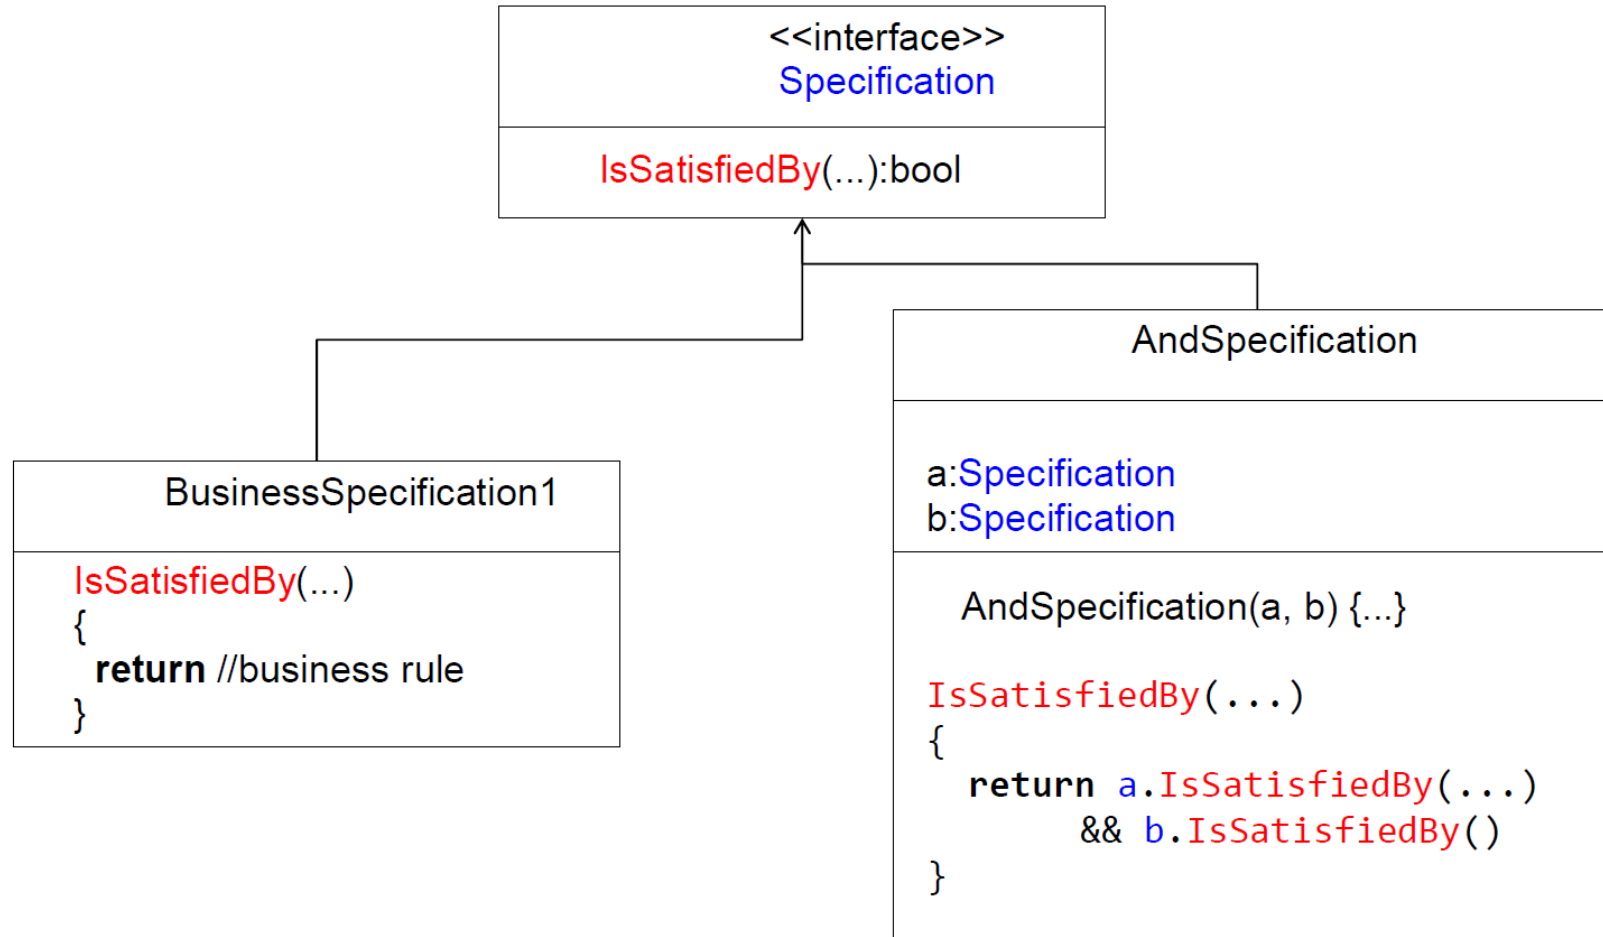 <<interface>>
Specification
IsSatisfiedBy(...):bool
BusinessSpecification1
IsSatisfiedBy(...)
{
return //business rule
}
AndSpecification
a:Specification
b:Specification
AndSpecification(a, b) {...}
IsSatisfiedBy(...)
{
return a.IsSatisfiedBy(...)
&& b.IsSatisfiedBy()
}